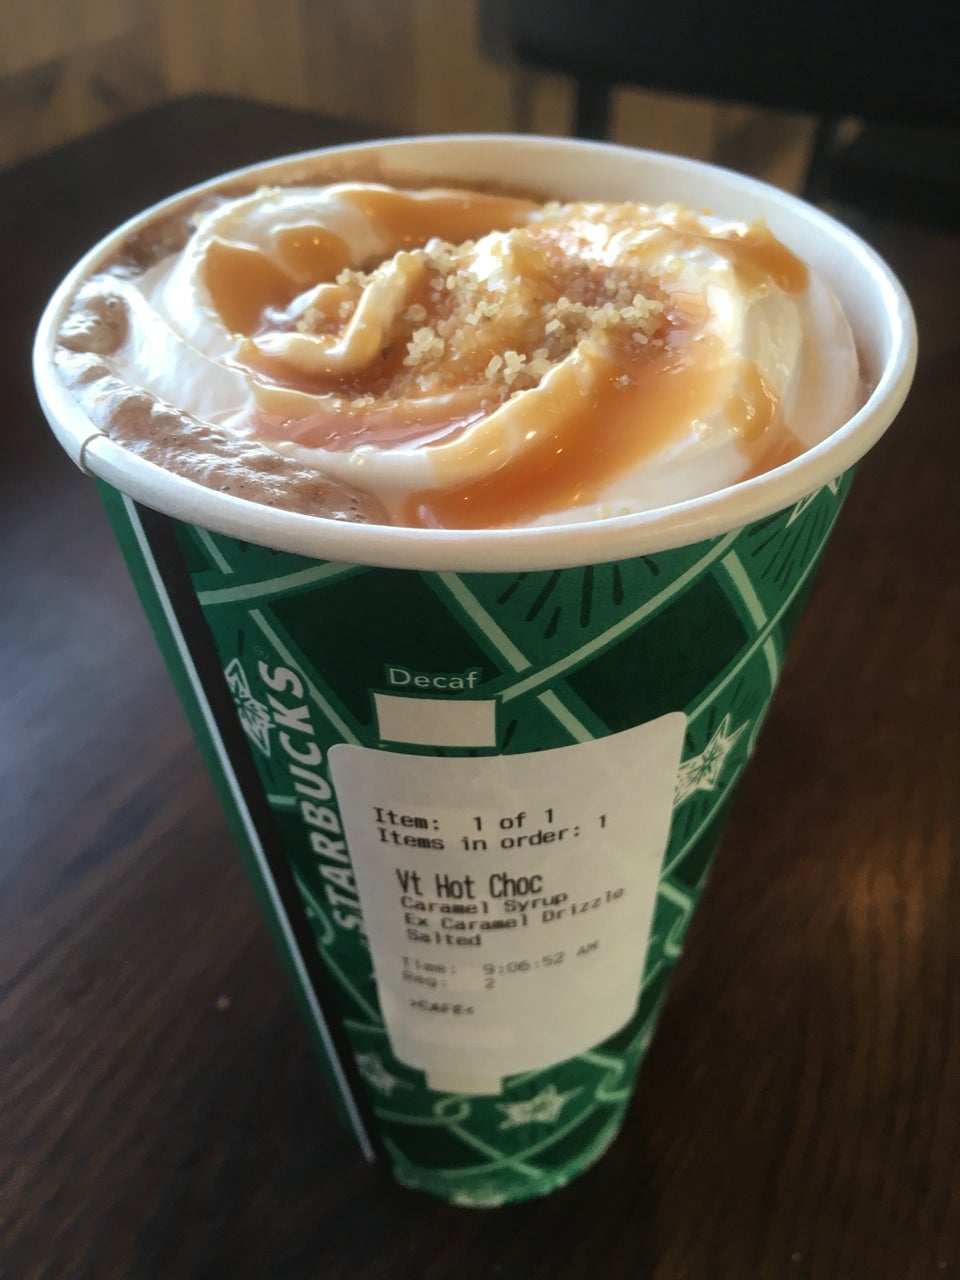 Decaf
STARBUCKS
Item: 1 of 1
Items in order: 1
Vt Hot Choc
Caramel Syrup
Ex Caramel Drizzle
Salted
Time: 9:06:52 AM
Reg: 2
>CAFE<